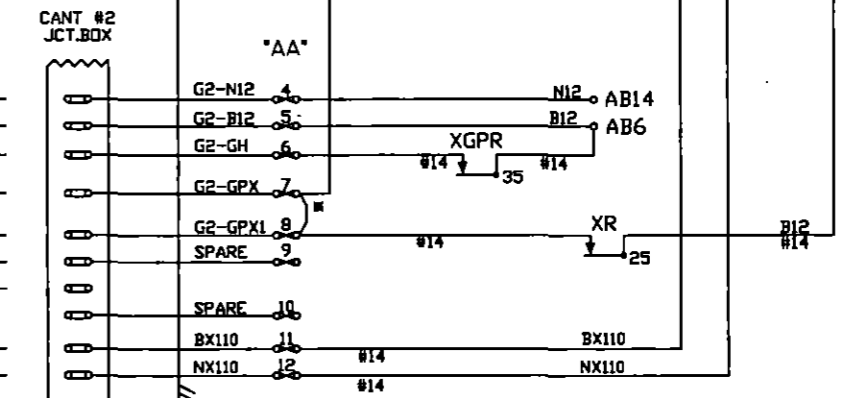 CANT #2
JCT.BOX
"AA"
G2-N12 4 N12 AB14
G2-B12 5 B12 AB6
G2-GH 6 #14 XGPR 35 #14
G2-GPX 7
*
G2-GPX1 8 #14 XR 25 B12 #14
SPARE 9
SPARE 10
BX110 11 #14 BX110
NX110 12 #14 NX110